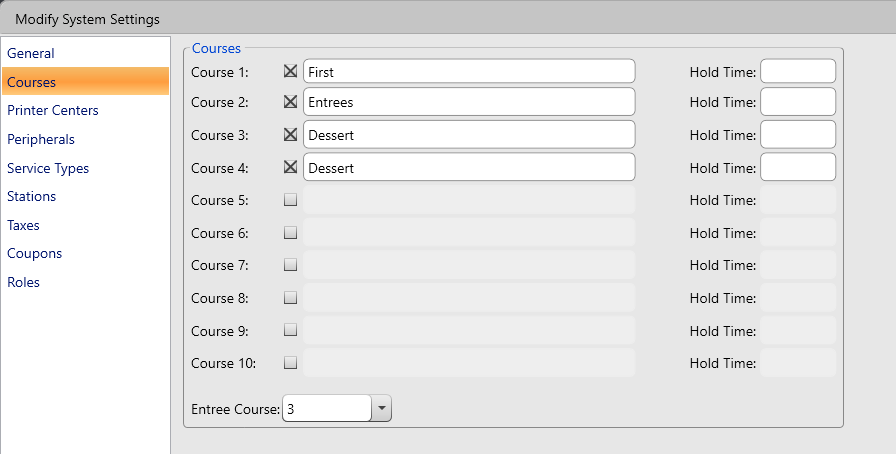 Modify System Settings
General
Courses
Printer Centers
Peripherals
Service Types
Stations
Taxes
Coupons
Roles
Courses
Course 1: First Hold Time:
Course 2: Entrees Hold Time:
Course 3: Dessert Hold Time:
Course 4: Dessert Hold Time:
Course 5: Hold Time:
Course 6: Hold Time:
Course 7: Hold Time:
Course 8: Hold Time:
Course 9: Hold Time:
Course 10: Hold Time:
Entree Course: 3